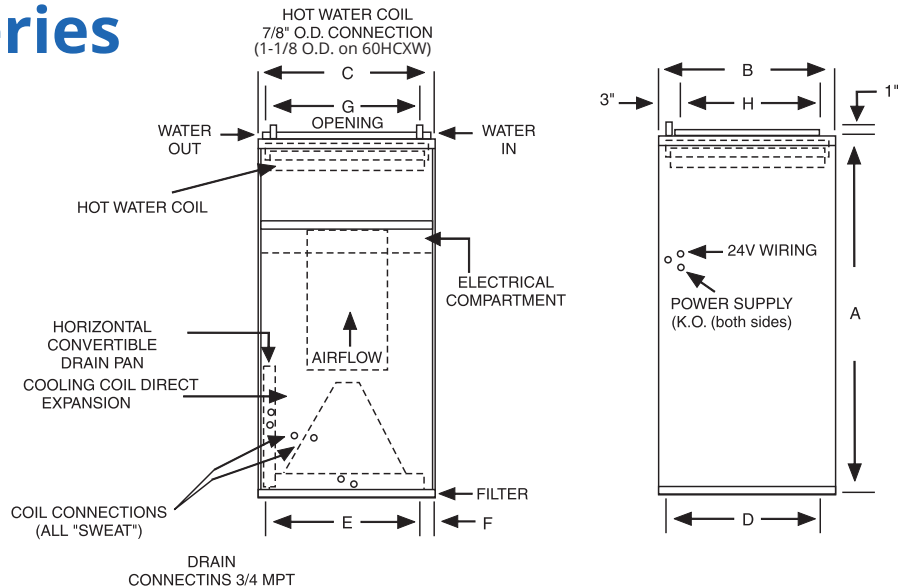 ries
HOT WATER COIL
7/8" O.D. CONNECTION
(1-1/8 O.D. on 60HCXW)
C
G
OPENING
WATER
OUT
WATER
IN
HOT WATER COIL
ELECTRICAL
COMPARTMENT
HORIZONTAL
CONVERTIBLE
DRAIN PAN
AIRFLOW
COOLING COIL DIRECT
EXPANSION
COIL CONNECTIONS
(ALL "SWEAT")
FILTER
E
F
DRAIN
CONNECTINS 3/4 MPT
B
3"
H
1"
24V WIRING
POWER SUPPLY
(K.O. (both sides)
A
D